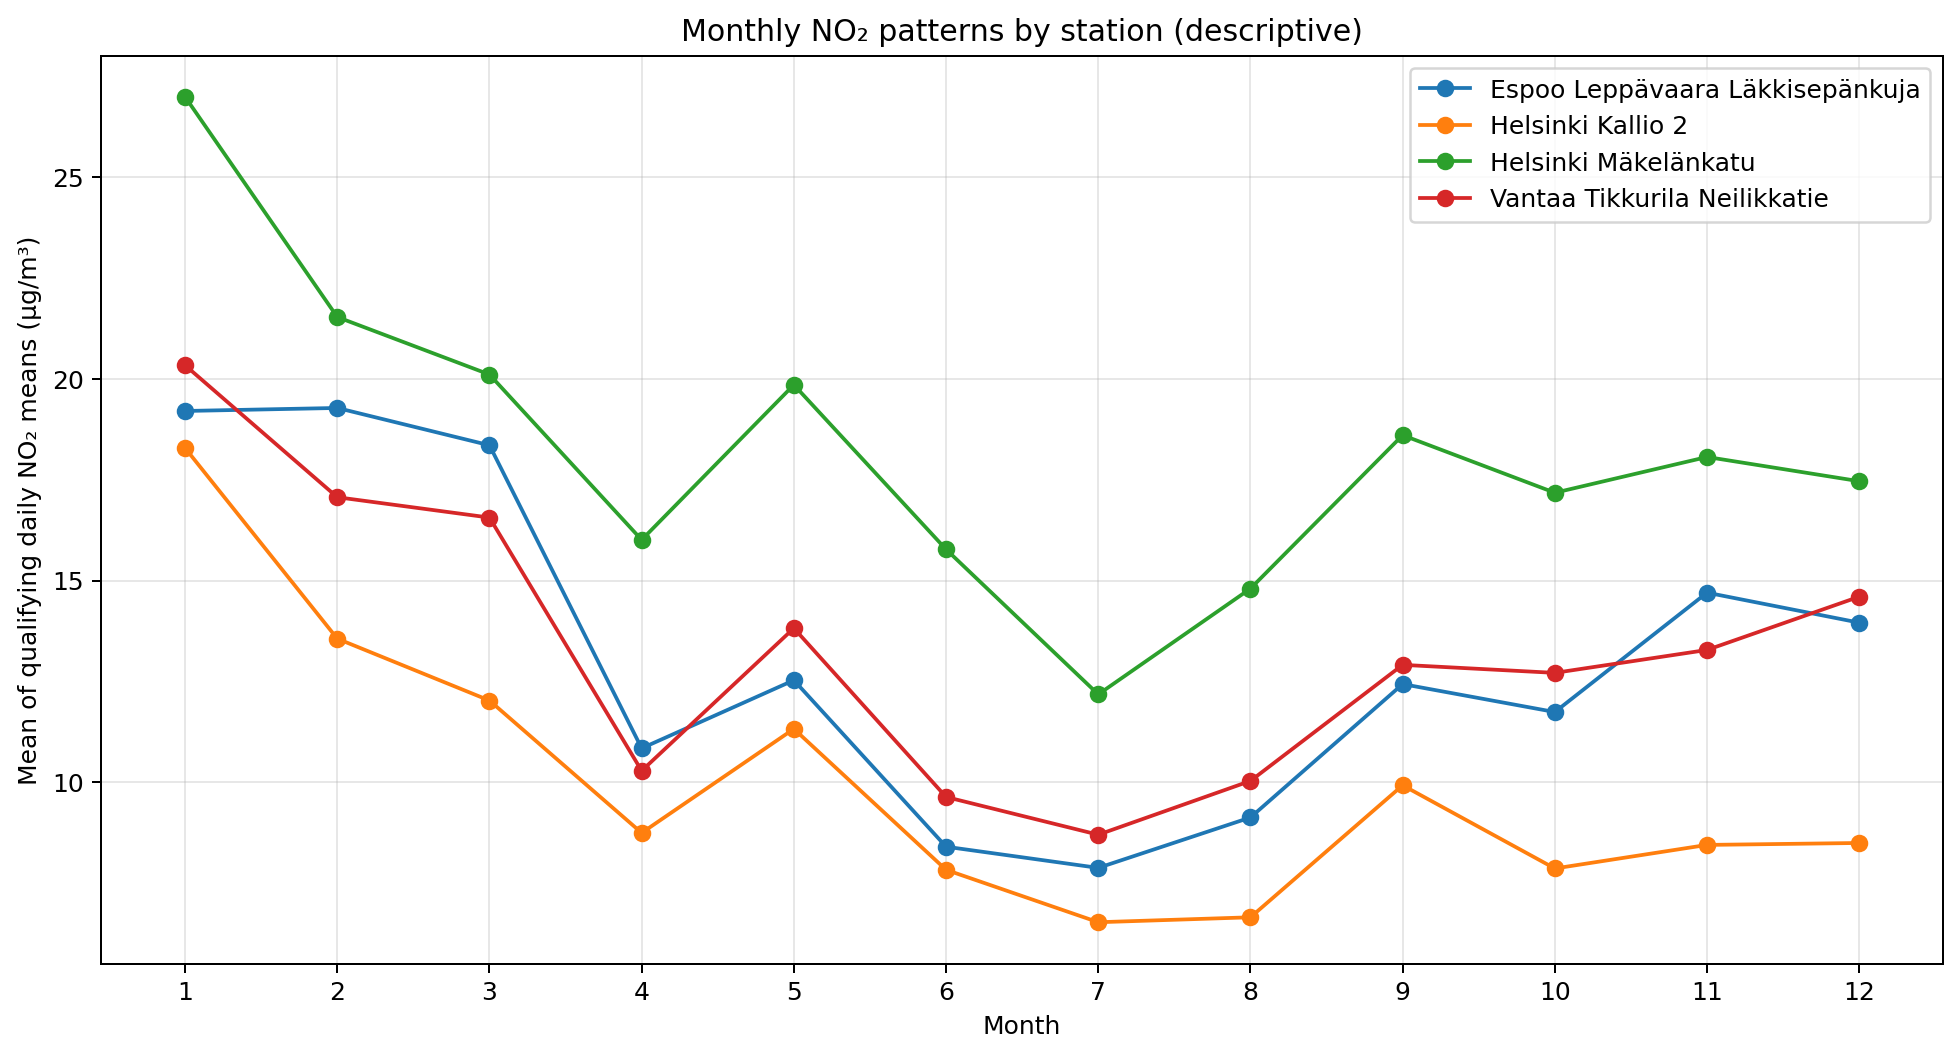 Monthly NO₂ patterns by station (descriptive)
Espoo Leppävaara Läkkisepänkuja
Helsinki Kallio 2
Helsinki Mäkelänkatu
Vantaa Tikkurila Neilikkatie
Mean of qualifying daily NO₂ means (µg/m³)
25
20
15
10
1 2 3 4 5 6 7 8 9 10 11 12
Month